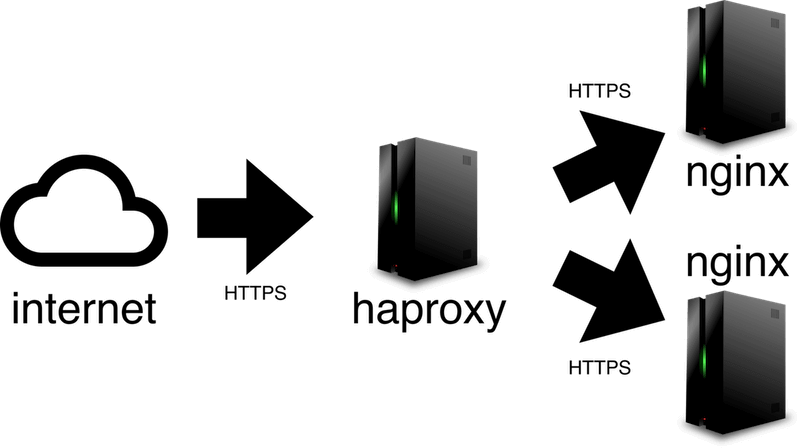 internet
HTTPS
haproxy
HTTPS
nginx
nginx
HTTPS